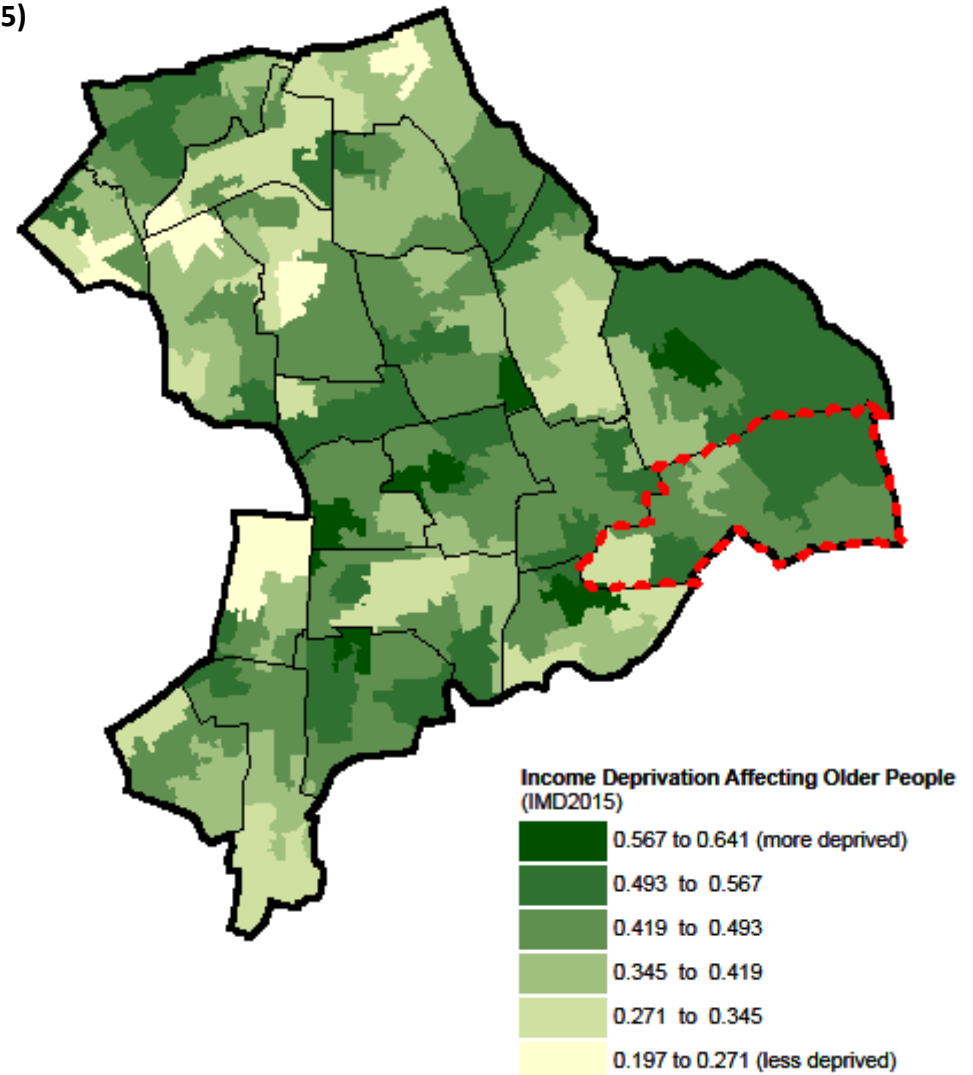 5)
Income Deprivation Affecting Older People
(IMD2015)
0.567 to 0.641 (more deprived)
0.493 to 0.567
0.419 to 0.493
0.345 to 0.419
0.271 to 0.345
0.197 to 0.271 (less deprived)